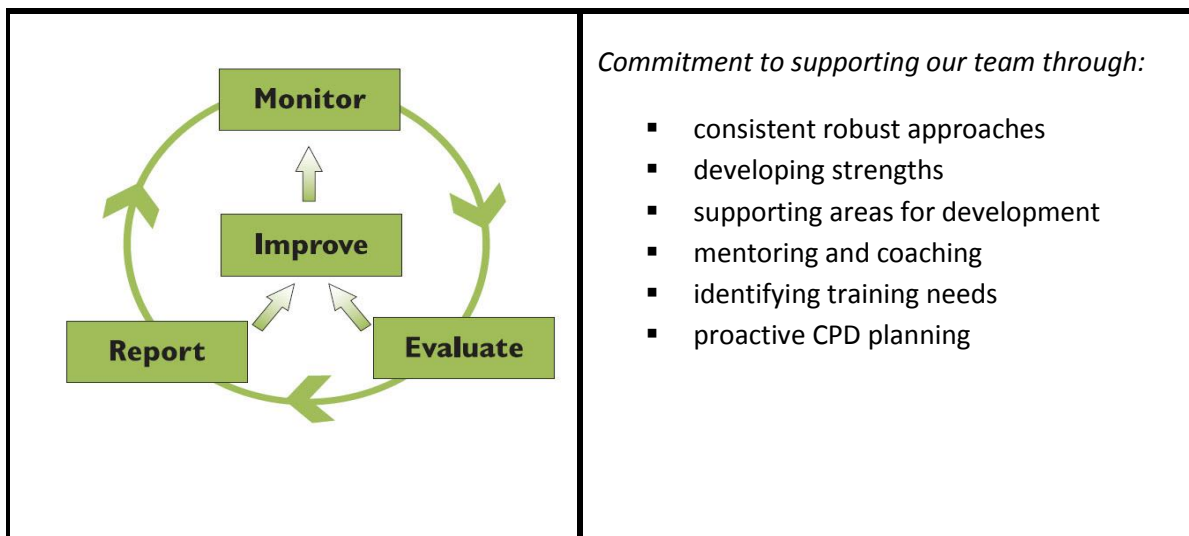 Monitor
Improve
Report
Evaluate
Commitment to supporting our team through:
▪ consistent robust approaches
▪ developing strengths
▪ supporting areas for development
▪ mentoring and coaching
▪ identifying training needs
▪ proactive CPD planning